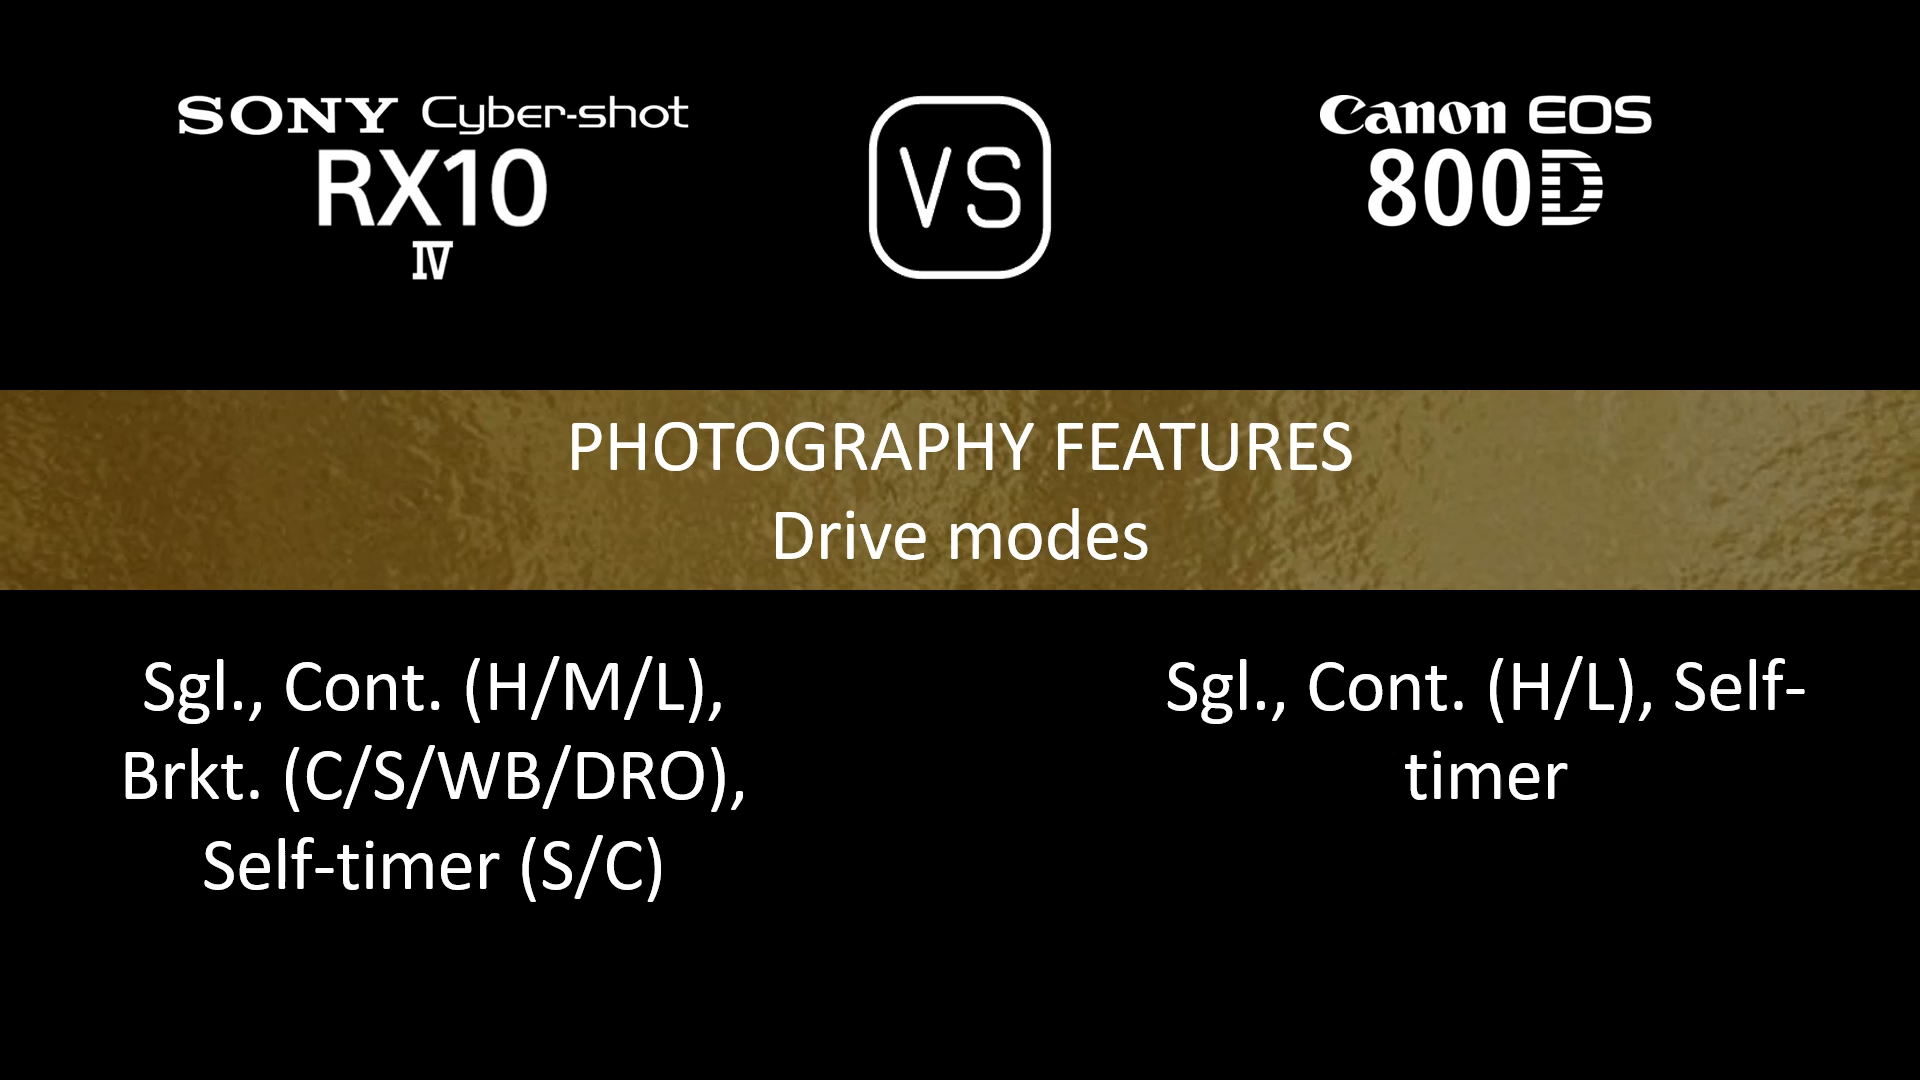 SONY Cyber-shot
RX10
IV
VS
Canon EOS
800D
PHOTOGRAPHY FEATURES
Drive modes
Sgl., Cont. (H/M/L),
Brkt. (C/S/WB/DRO),
Self-timer (S/C)
Sgl., Cont. (H/L), Self-
timer